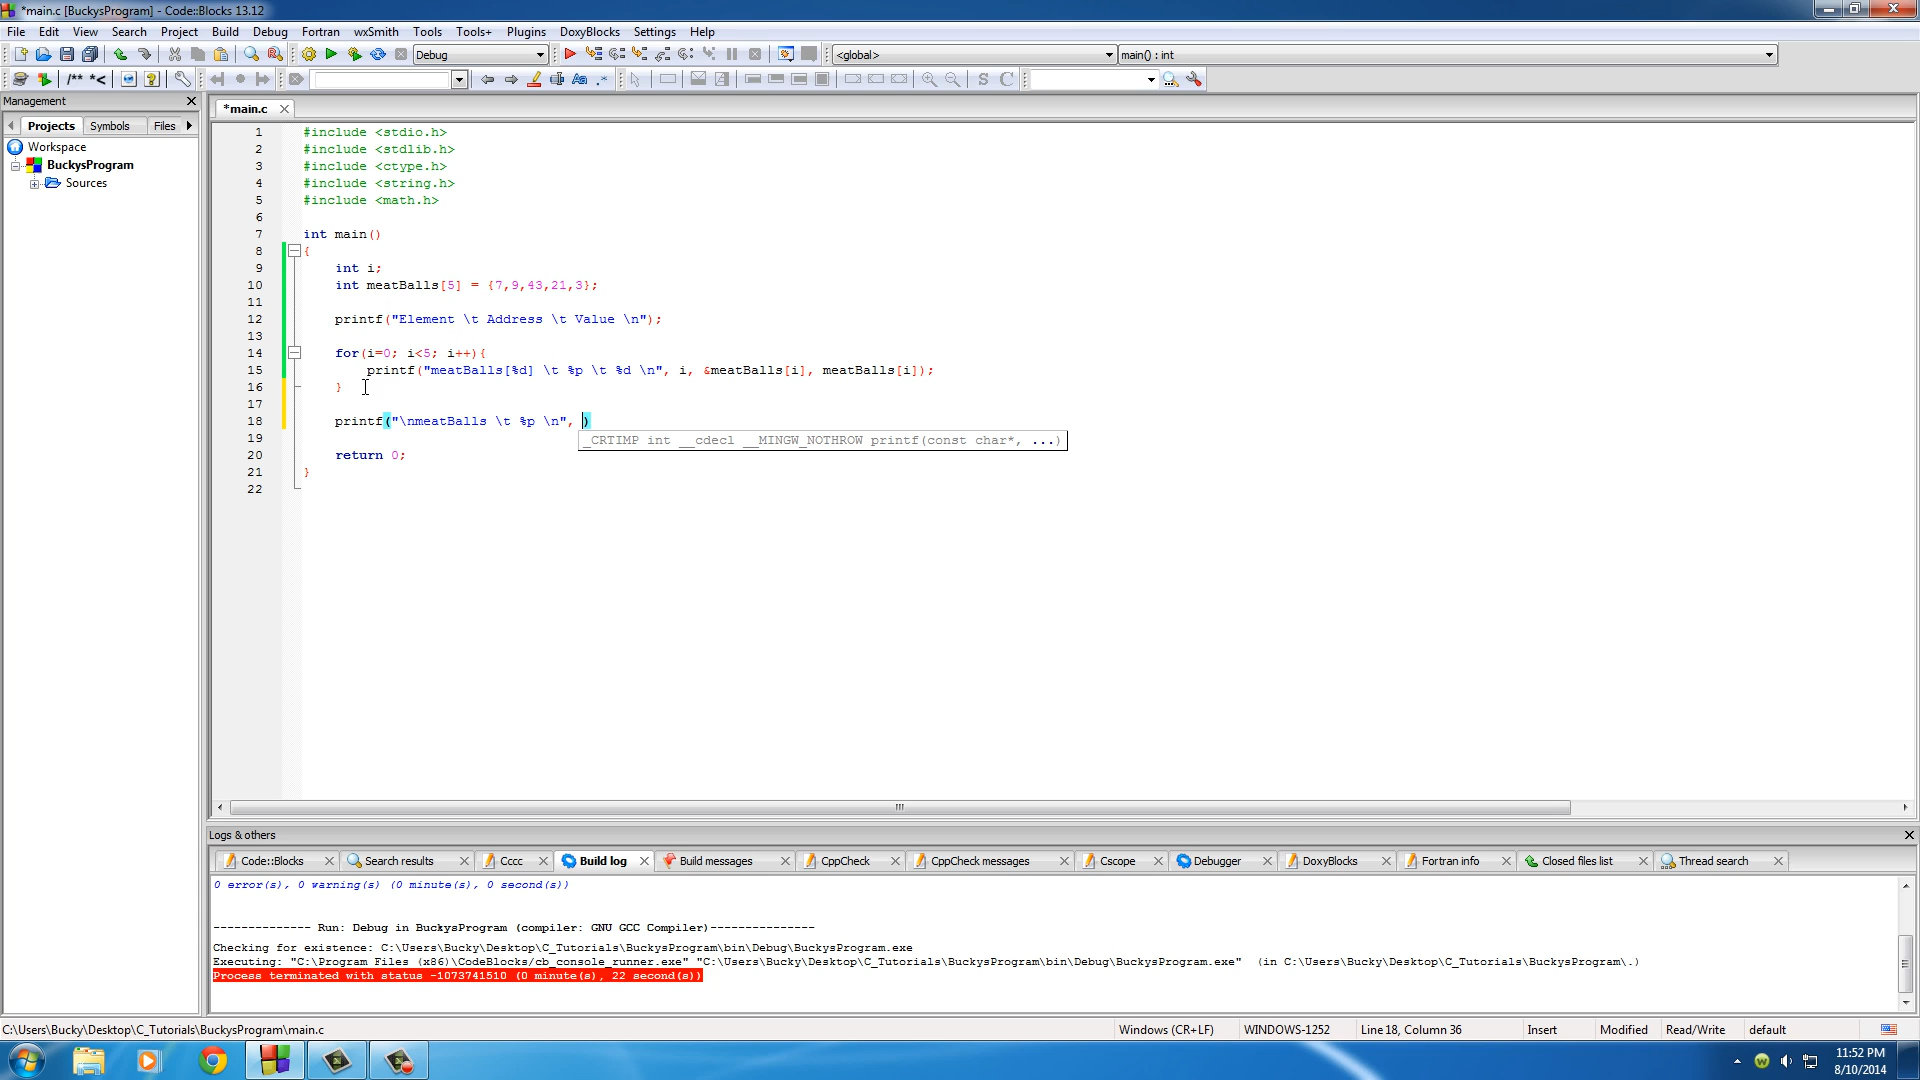 *main.c [BuckysProgram] - Code::Blocks 13.12
File Edit View Search Project Build Debug Fortran wxSmith Tools Tools+ Plugins DoxyBlocks Settings Help
Debug <global> main() : int
/** *< Aa .* S C
Management
Projects Symbols Files
Workspace
BuckysProgram
Sources
*main.c
1 #include <stdio.h>
2 #include <stdlib.h>
3 #include <ctype.h>
4 #include <string.h>
5 #include <math.h>
6
7 int main()
8 {
9 int i;
10 int meatBalls[5] = {7,9,43,21,3};
11
12 printf("Element \t Address \t Value \n");
13
14 for(i=0; i<5; i++){
15 printf("meatBalls[%d] \t %p \t %d \n", i, &meatBalls[i], meatBalls[i]);
16 }
17
18 printf("\nmeatBalls \t %p \n", )
_CRTIMP int __cdecl __MINGW_NOTHROW printf(const char*, ...)
19
20 return 0;
21 }
22
Logs & others
Code::Blocks Search results Cccc Build log Build messages CppCheck CppCheck messages Cscope Debugger DoxyBlocks Fortran info Closed files list Thread search
0 error(s), 0 warning(s) (0 minute(s), 0 second(s))
-------------- Run: Debug in BuckysProgram (compiler: GNU GCC Compiler)---------------
Checking for existence: C:\Users\Bucky\Desktop\C_Tutorials\BuckysProgram\bin\Debug\BuckysProgram.exe
Executing: "C:\Program Files (x86)\CodeBlocks/cb_console_runner.exe" "C:\Users\Bucky\Desktop\C_Tutorials\BuckysProgram\bin\Debug\BuckysProgram.exe"  (in C:\Users\Bucky\Desktop\C_Tutorials\BuckysProgram\.)
Process terminated with status -1073741510 (0 minute(s), 22 second(s))
C:\Users\Bucky\Desktop\C_Tutorials\BuckysProgram\main.c Windows (CR+LF) WINDOWS-1252 Line 18, Column 36 Insert Modified Read/Write default
11:52 PM
8/10/2014